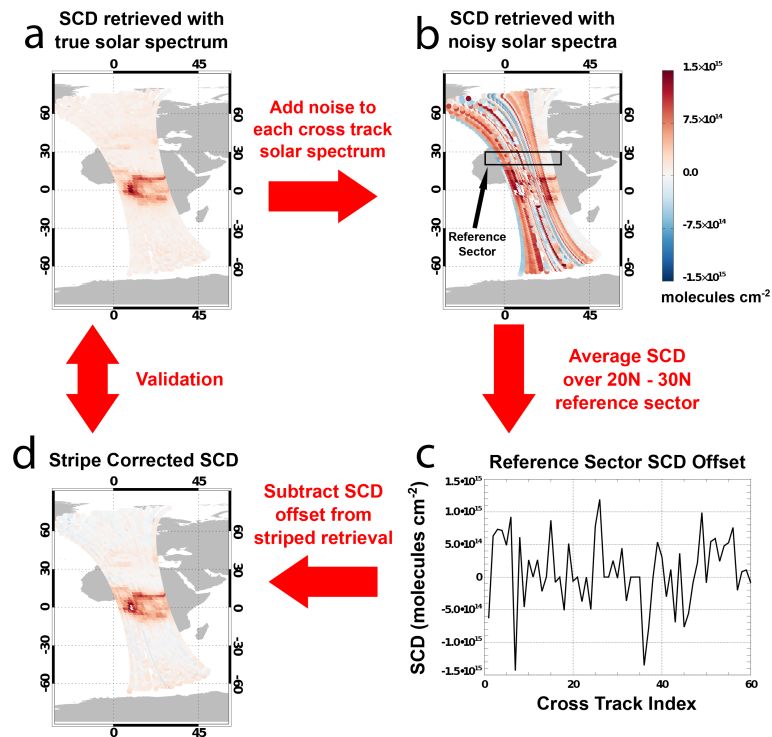 a
SCD retrieved with
true solar spectrum
0
45
60
30
0
-30
-60
60
30
0
-30
-60
0
45
Add noise to
each cross track
solar spectrum
b
SCD retrieved with
noisy solar spectra
0
45
60
30
0
-30
-60
60
30
0
-30
-60
0
45
Reference
Sector
1.5×10¹⁵
7.5×10¹⁴
0.0
-7.5×10¹⁴
-1.5×10¹⁵
molecules cm⁻²
Validation
Average SCD
over 20N - 30N
reference sector
d
Stripe Corrected SCD
0
45
60
30
0
-30
-60
60
30
0
-30
-60
0
45
Subtract SCD
offset from
striped retrieval
c
Reference Sector SCD Offset
SCD (molecules cm⁻²)
1.5•10¹⁵
1.0•10¹⁵
5.0•10¹⁴
0
-5.0•10¹⁴
-1.0•10¹⁵
-1.5•10¹⁵
0
20
40
60
Cross Track Index